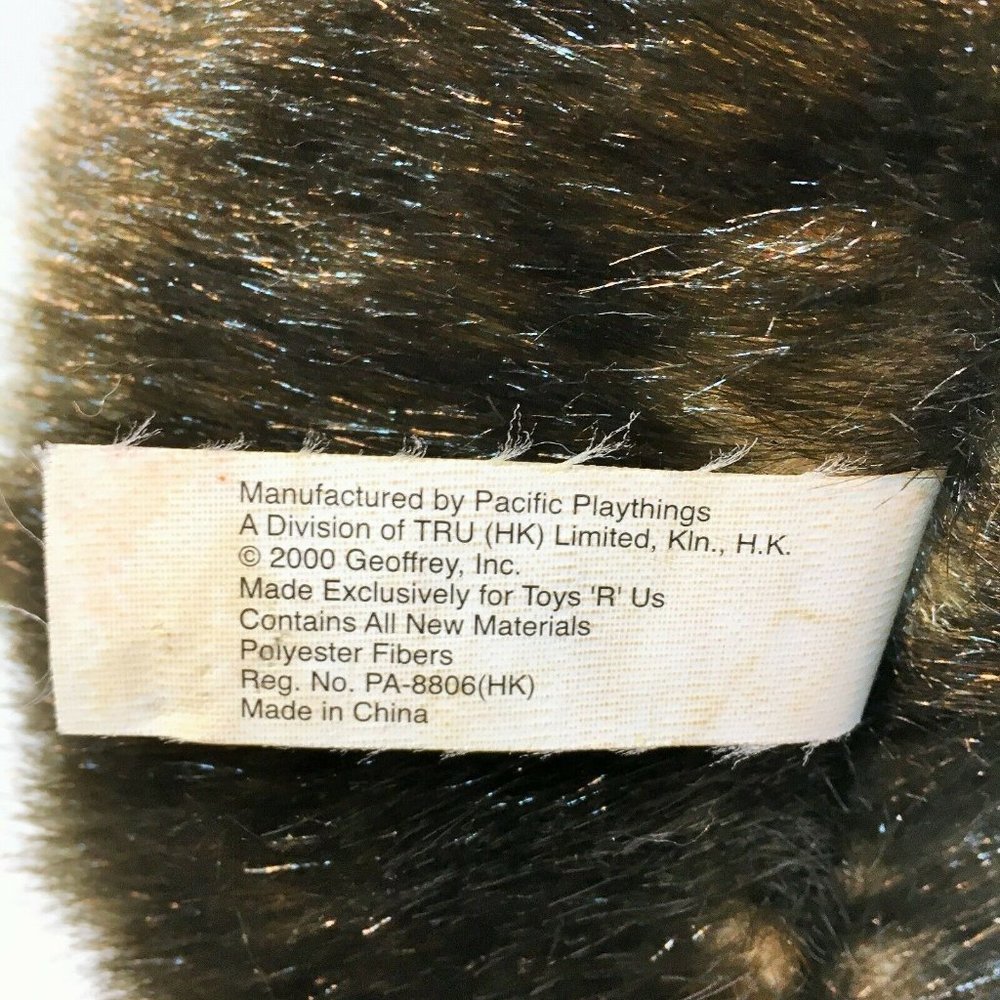 Manufactured by Pacific Playthings
A Division of TRU (HK) Limited, Kln., H.K.
© 2000 Geoffrey, Inc.
Made Exclusively for Toys 'R' Us
Contains All New Materials
Polyester Fibers
Reg. No. PA-8806(HK)
Made in China